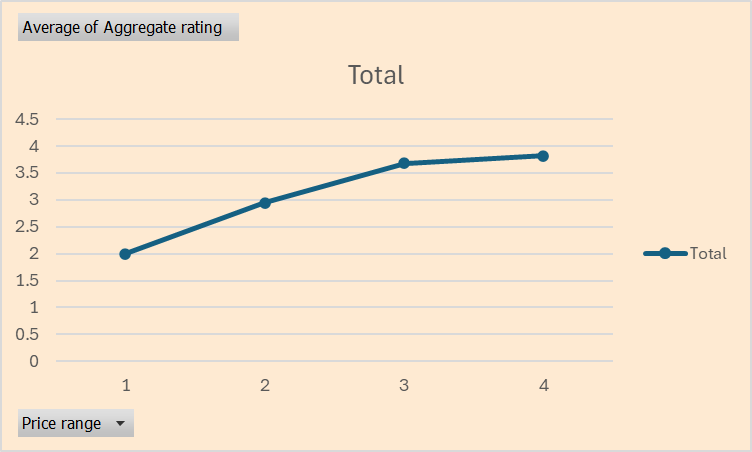 Average of Aggregate rating
Total
4.5
4
3.5
3
2.5
2
1.5
1
0.5
0
1 2 3 4
Total
Price range